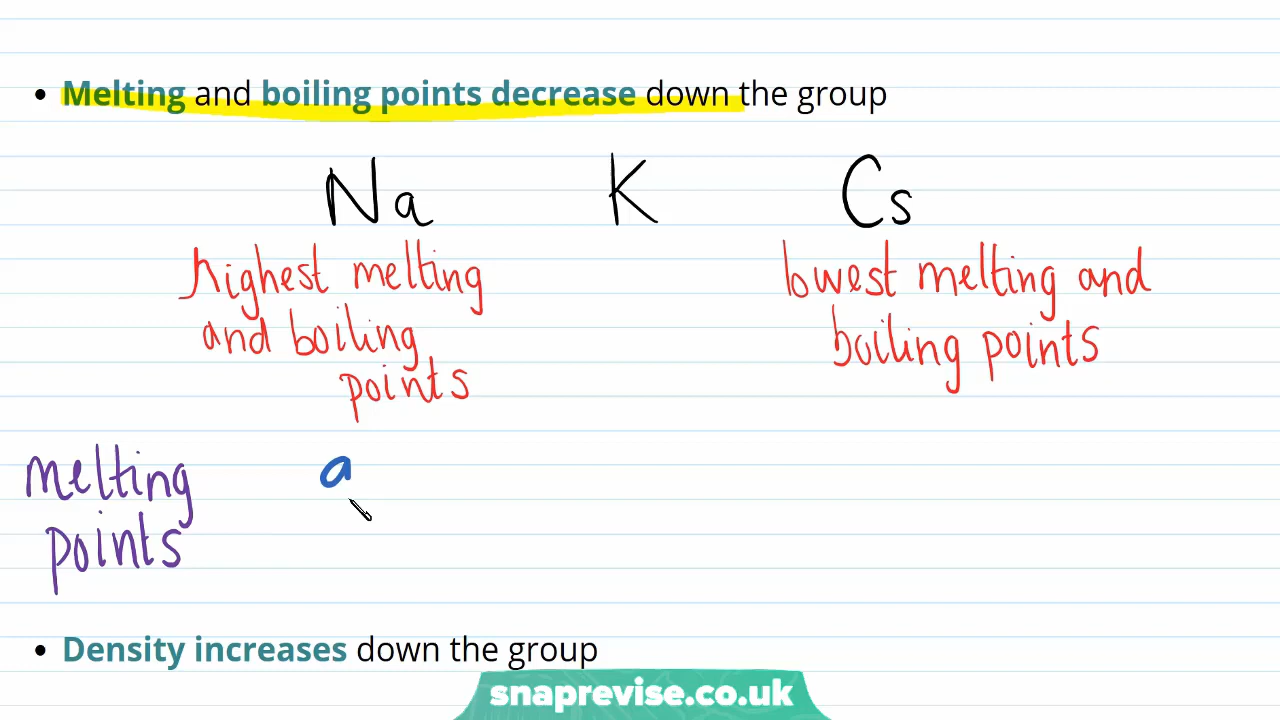 • Melting and boiling points decrease down the group
Na K Cs
highest melting lowest melting and
and boiling boiling points
points
melting a
points
• Density increases down the group
snaprevise.co.uk